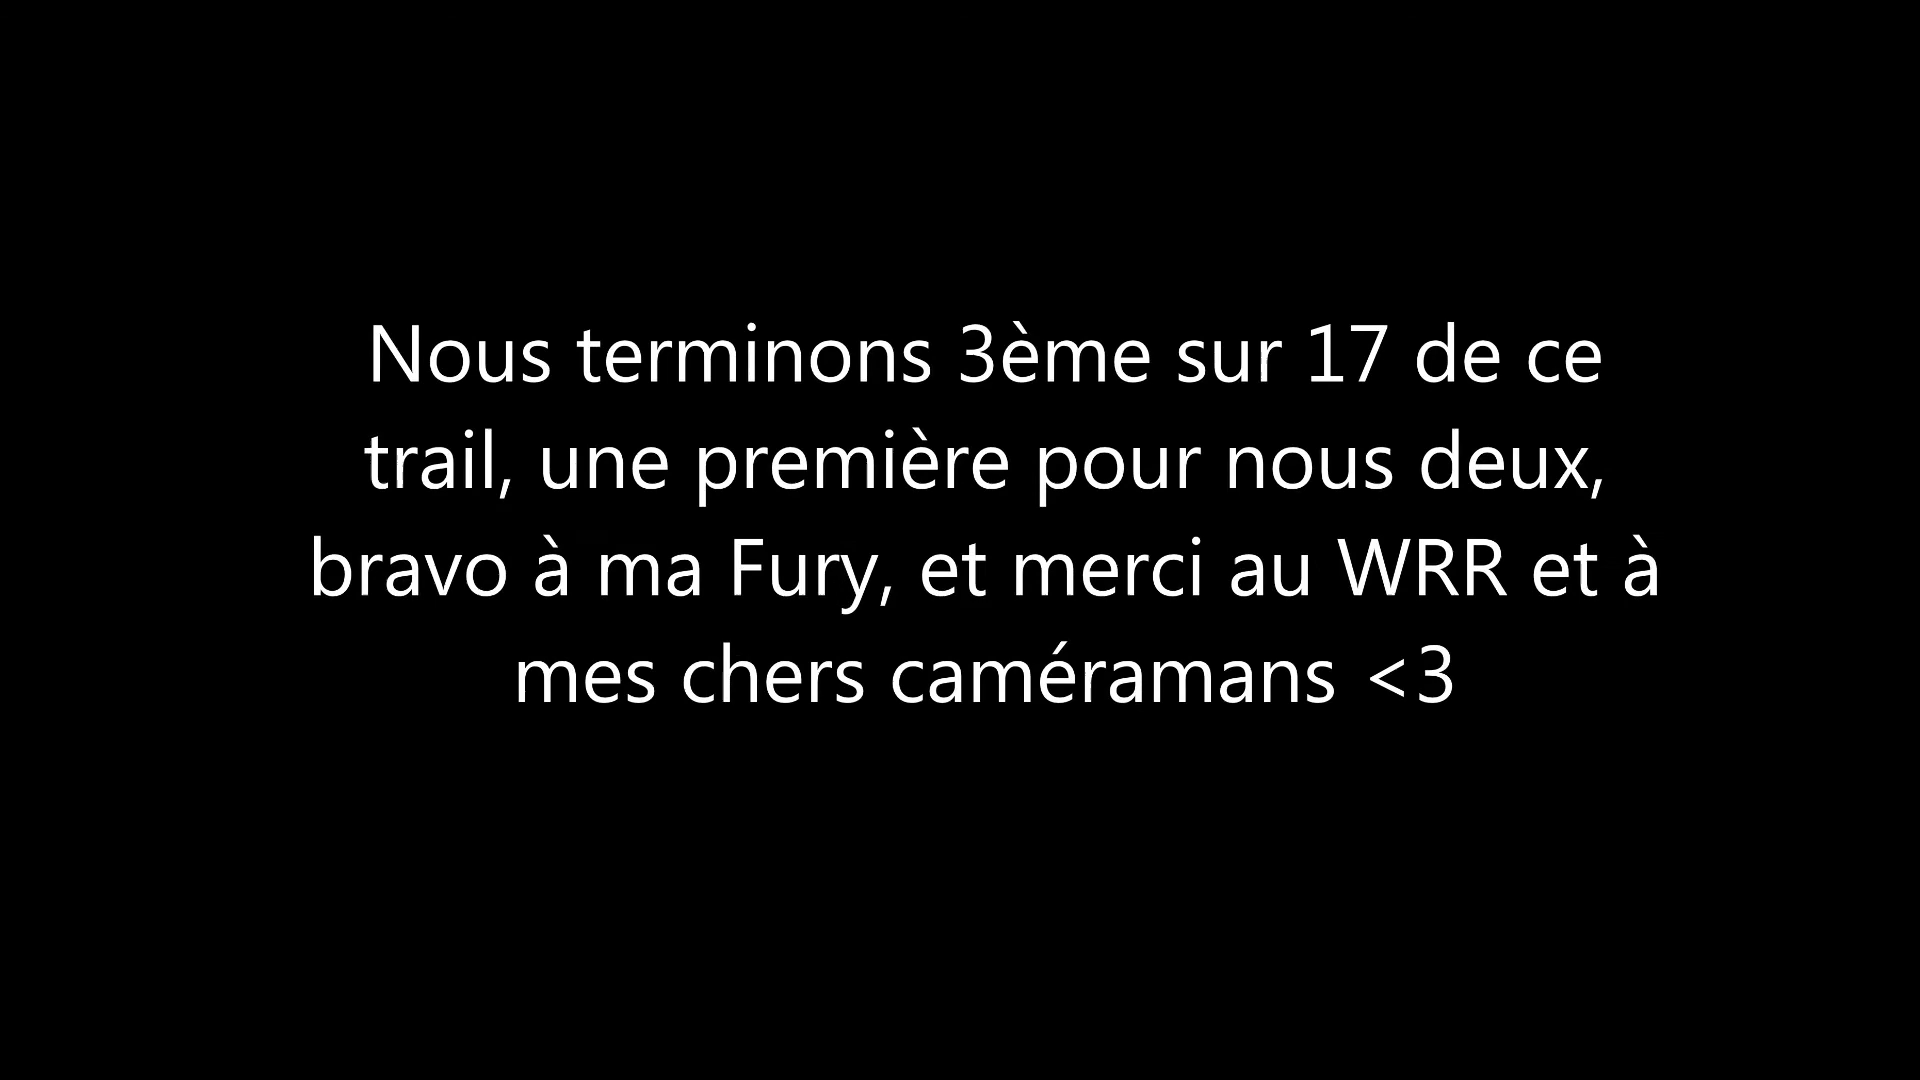 Nous terminons 3ème sur 17 de ce
trail, une première pour nous deux,
bravo à ma Fury, et merci au WRR et à
mes chers caméramans <3